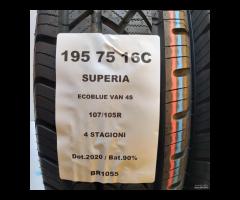 195 75 16C
SUPERIA
ECOBLUE VAN 4S
107/105R
4 STAGIONI
Dot.2020 / Bat.90%
BR1055